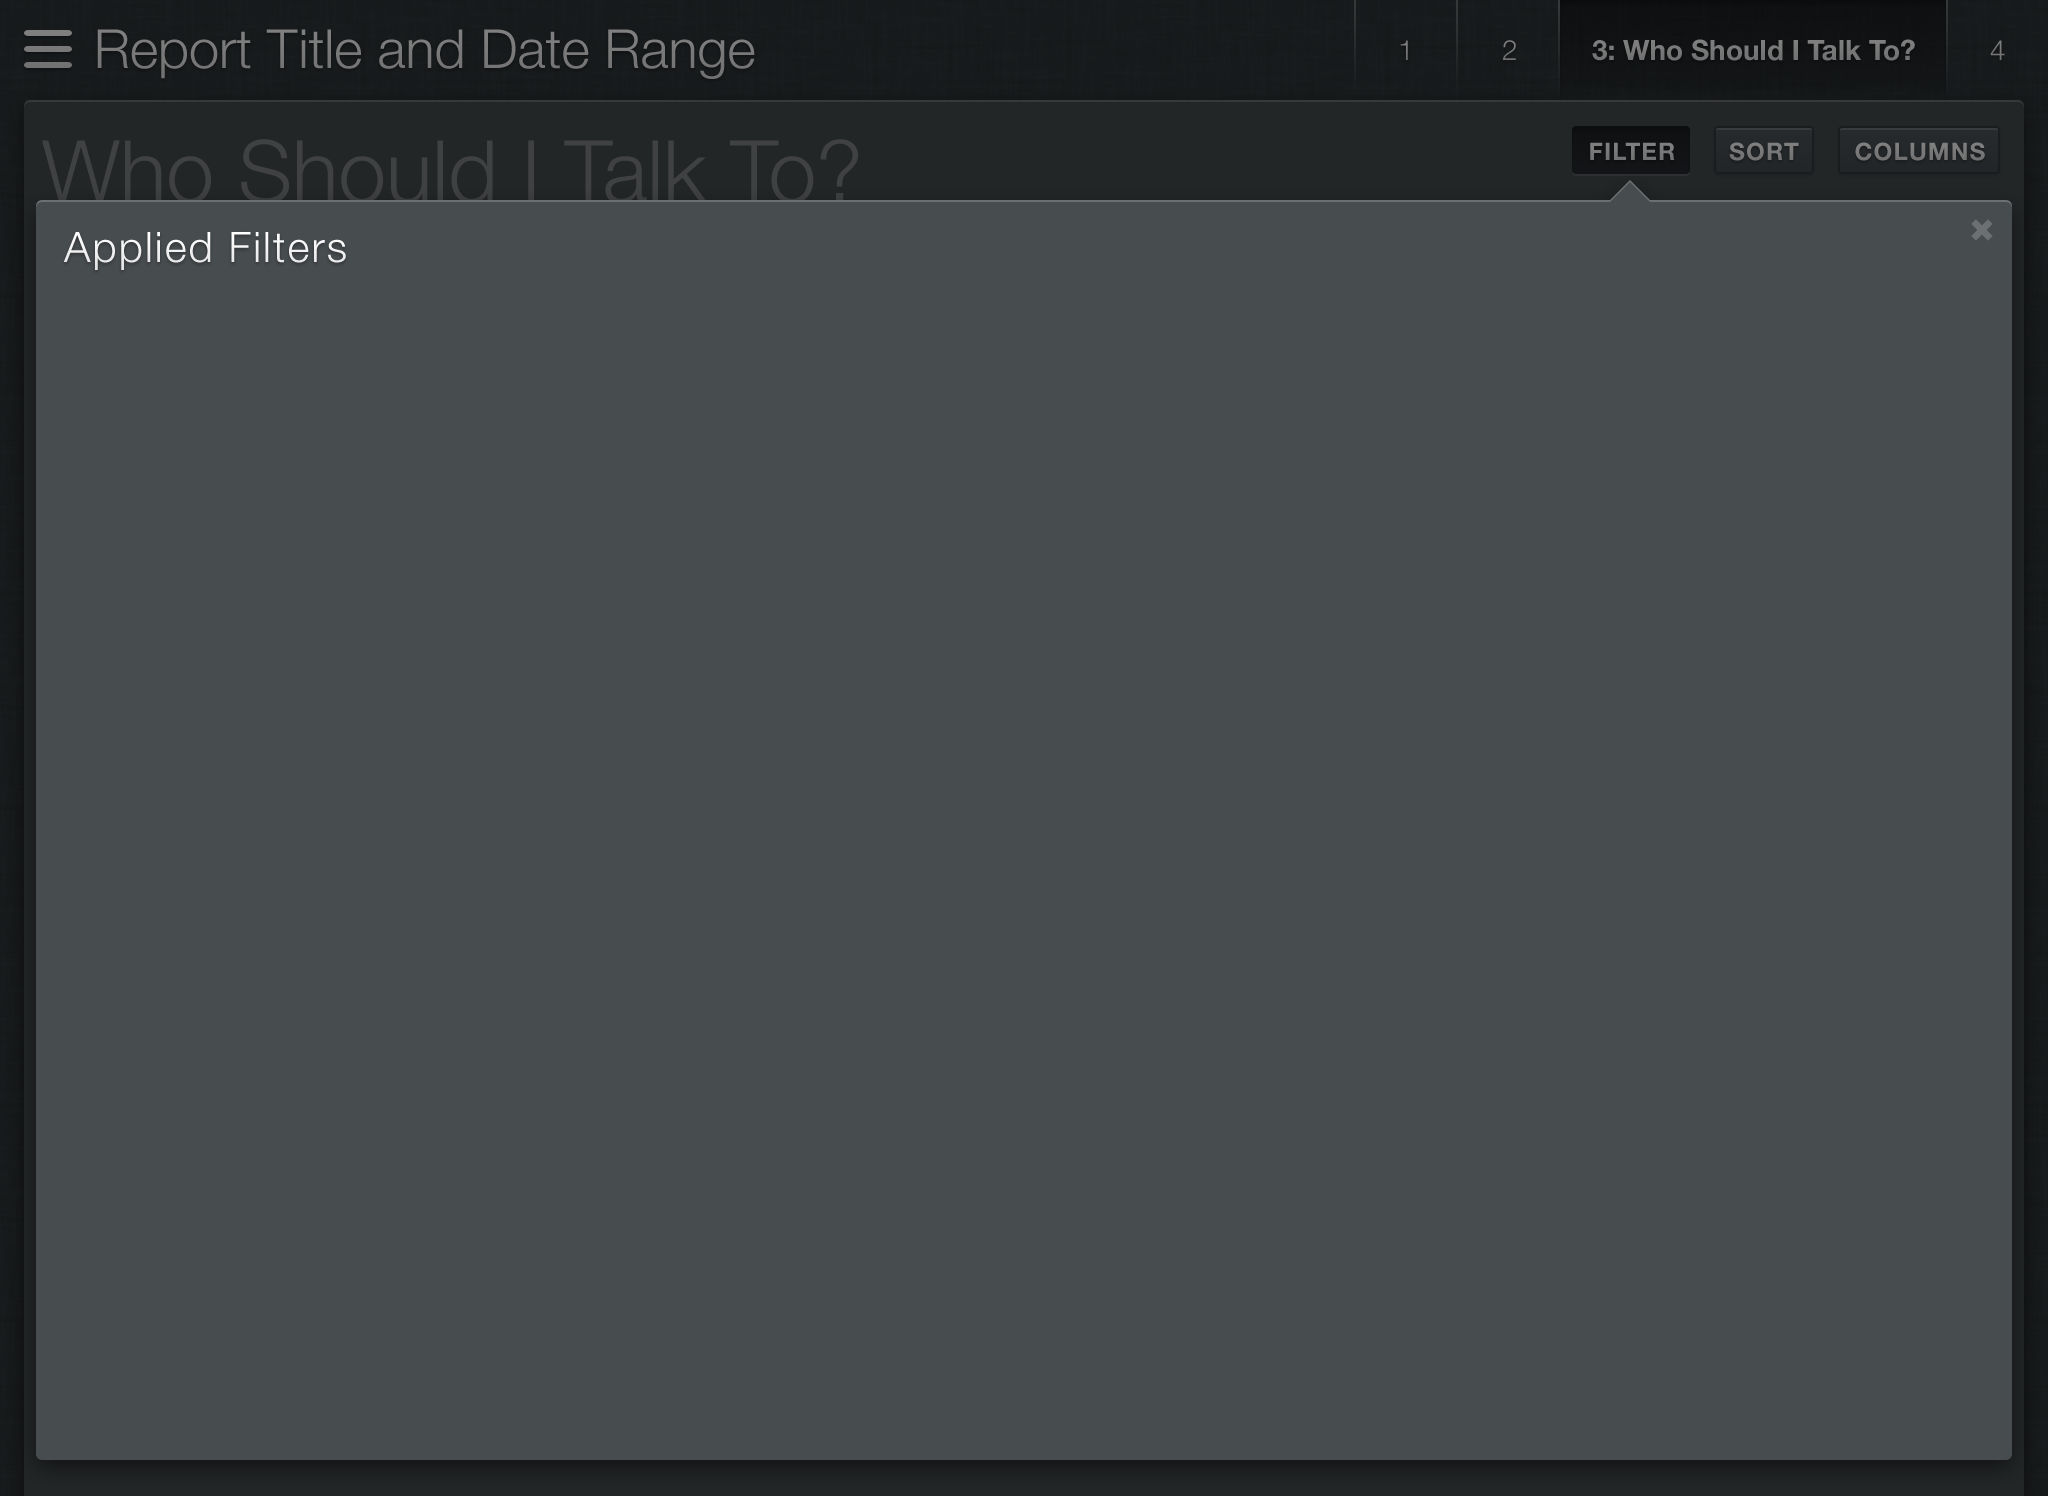 Report Title and Date Range
1
2
3: Who Should I Talk To?
4
Who Should I Talk To?
FILTER
SORT
COLUMNS
Applied Filters